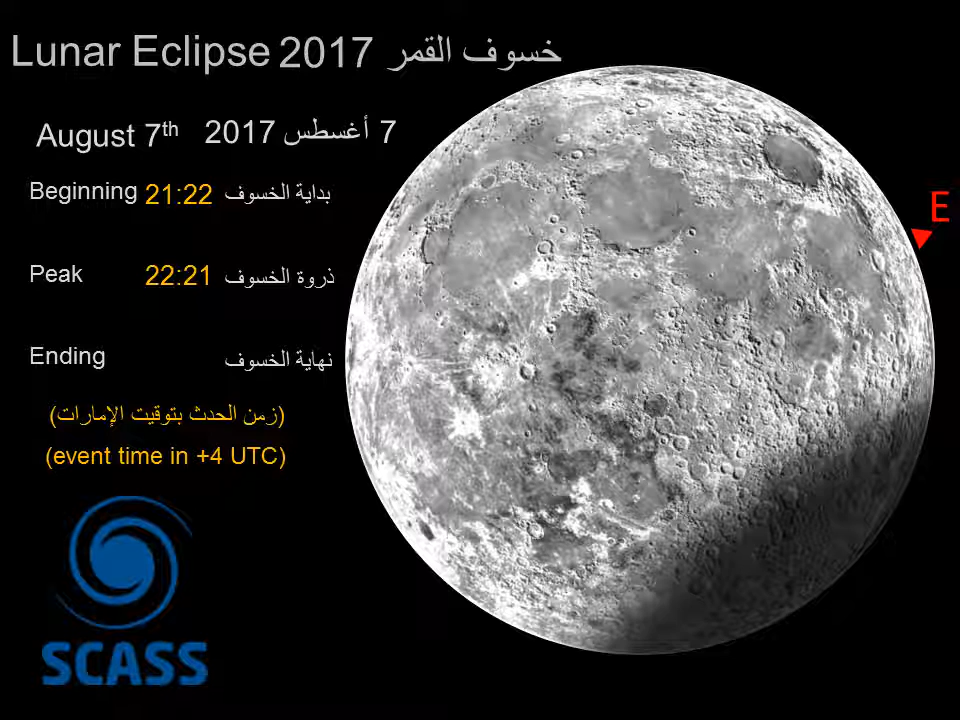 Lunar Eclipse 2017 خسوف القمر
August 7th 7 أغسطس 2017
Beginning 21:22 بداية الخسوف
Peak 22:21 ذروة الخسوف
Ending نهاية الخسوف
(زمن الحدث بتوقيت الإمارات)
(event time in +4 UTC)
E
SCASS